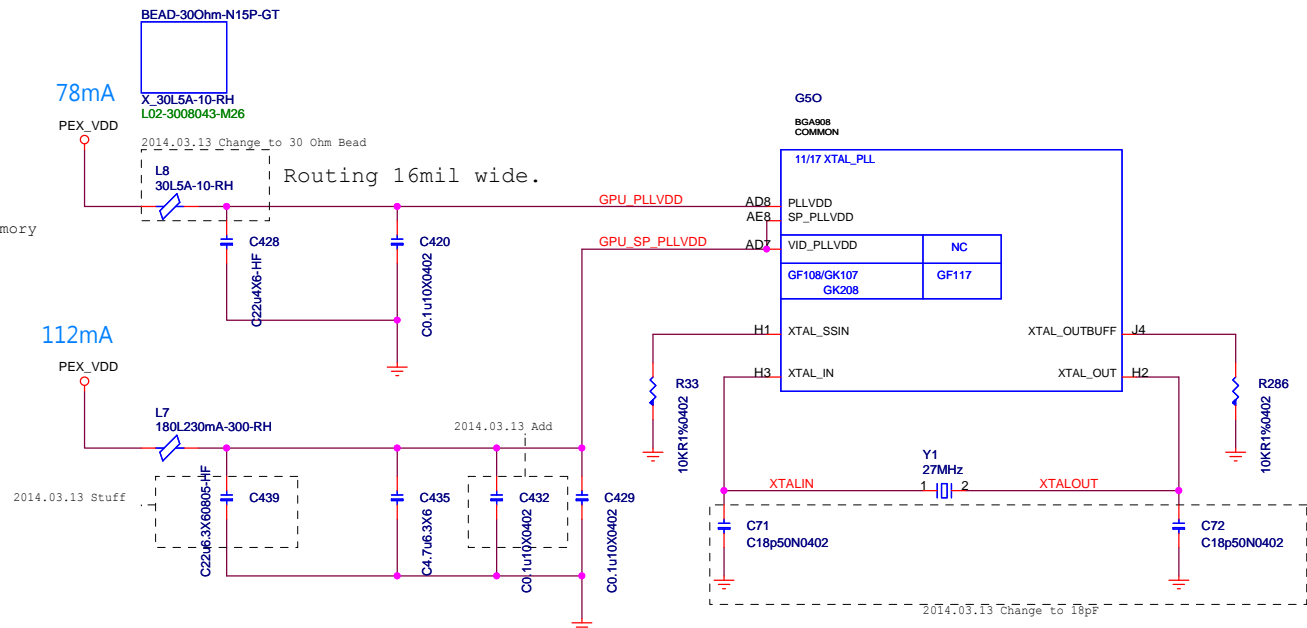 BEAD-30Ohm-N15P-GT
X_30L5A-10-RH
L02-3008043-M26
78mA
PEX_VDD
2014.03.13 Change to 30 Ohm Bead
L8
30L5A-10-RH
Routing 16mil wide.
GPU_PLLVDD
mory
C428
C22u4X6-HF
C420
C0.1u10X0402
GPU_SP_PLLVDD
G5O
BGA908
COMMON
11/17 XTAL_PLL
AD8 PLLVDD
AE8 SP_PLLVDD
AD7 VID_PLLVDD
NC
GF108/GK107
GK208
GF117
H1 XTAL_SSIN
XTAL_OUTBUFF J4
H3 XTAL_IN
XTAL_OUT H2
R33
10KR1%0402
R286
10KR1%0402
112mA
PEX_VDD
L7
180L230mA-300-RH
2014.03.13 Add
2014.03.13 Stuff
C439
C22u6.3X60805-HF
C435
C4.7u6.3X6
C432
C0.1u10X0402
C429
C0.1u10X0402
Y1
27MHz
XTALIN
1
2
XTALOUT
C71
C18p50N0402
C72
C18p50N0402
2014.03.13 Change to 18pF